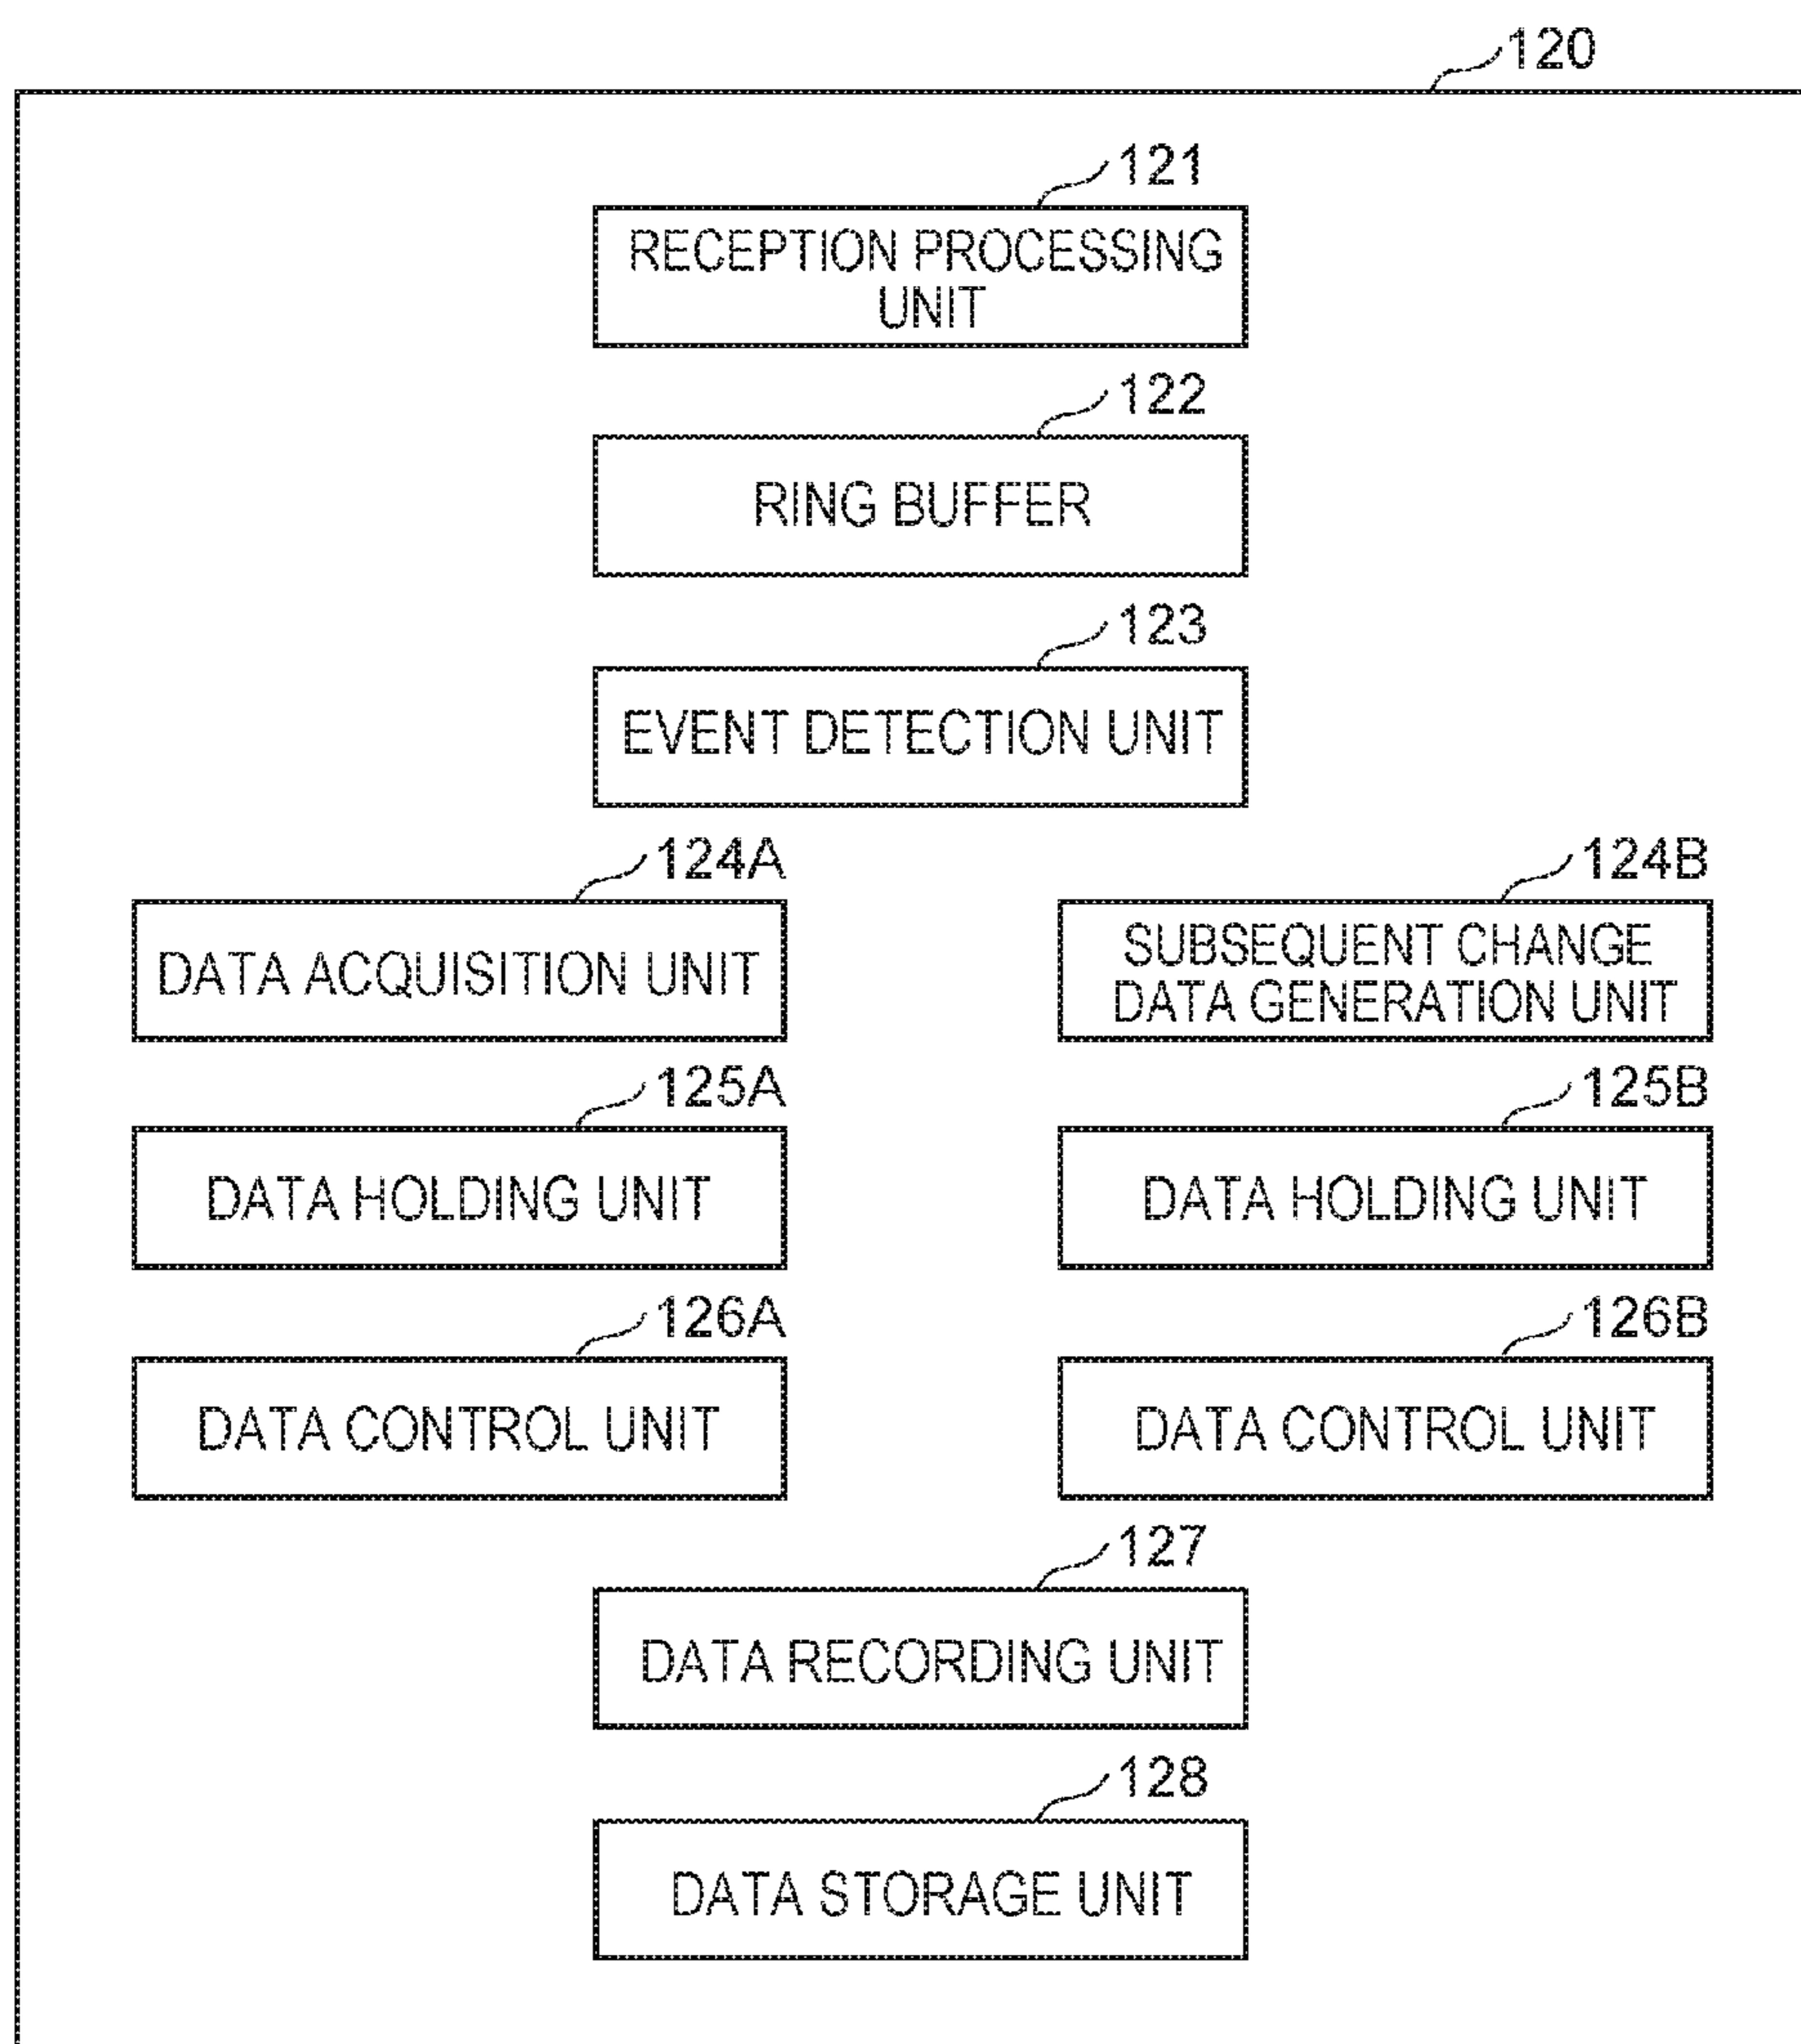 120
121
RECEPTION PROCESSING
UNIT
122
RING BUFFER
123
EVENT DETECTION UNIT
124A
124B
DATA ACQUISITION UNIT
SUBSEQUENT CHANGE
DATA GENERATION UNIT
125A
125B
DATA HOLDING UNIT
DATA HOLDING UNIT
126A
126B
DATA CONTROL UNIT
DATA CONTROL UNIT
127
DATA RECORDING UNIT
128
DATA STORAGE UNIT